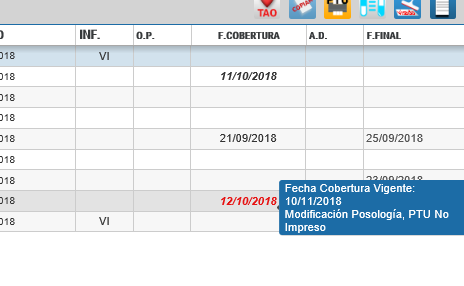 TAO
COPIAR
PTU
O INF. O.P. F.COBERTURA A.D. F.FINAL
018 VI
018 11/10/2018
018
018
018 21/09/2018 25/09/2018
018
018 23/09/2018
018 12/10/2018
018 VI
Fecha Cobertura Vigente:
10/11/2018
Modificación Posología, PTU No
Impreso